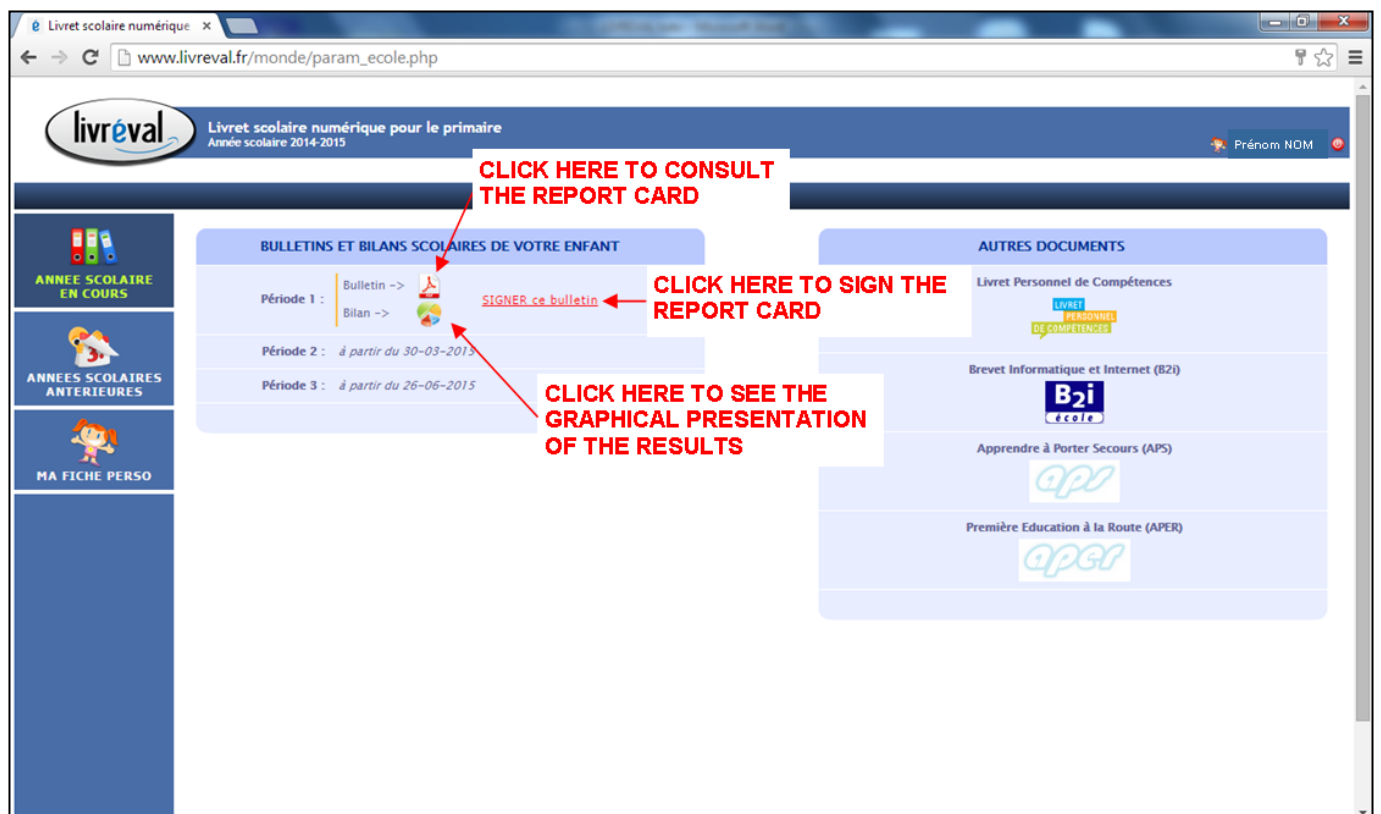 Livret scolaire numérique
www.livreval.fr/monde/param_ecole.php
livréval
Livret scolaire numérique pour le primaire
Année scolaire 2014-2015
Prénom NOM
CLICK HERE TO CONSULT
THE REPORT CARD
ANNEE SCOLAIRE
EN COURS
ANNEES SCOLAIRES
ANTERIEURES
MA FICHE PERSO
BULLETINS ET BILANS SCOLAIRES DE VOTRE ENFANT
Période 1 :
Bulletin ->
Bilan ->
SIGNER ce bulletin
CLICK HERE TO SIGN THE
REPORT CARD
Période 2 : à partir du 30-03-2015
Période 3 : à partir du 26-06-2015
CLICK HERE TO SEE THE
GRAPHICAL PRESENTATION
OF THE RESULTS
AUTRES DOCUMENTS
Livret Personnel de Compétences
LIVRET
PERSONNEL
DE COMPÉTENCES
Brevet Informatique et Internet (B2i)
B2i
école
Apprendre à Porter Secours (APS)
aps
Première Education à la Route (APER)
aper